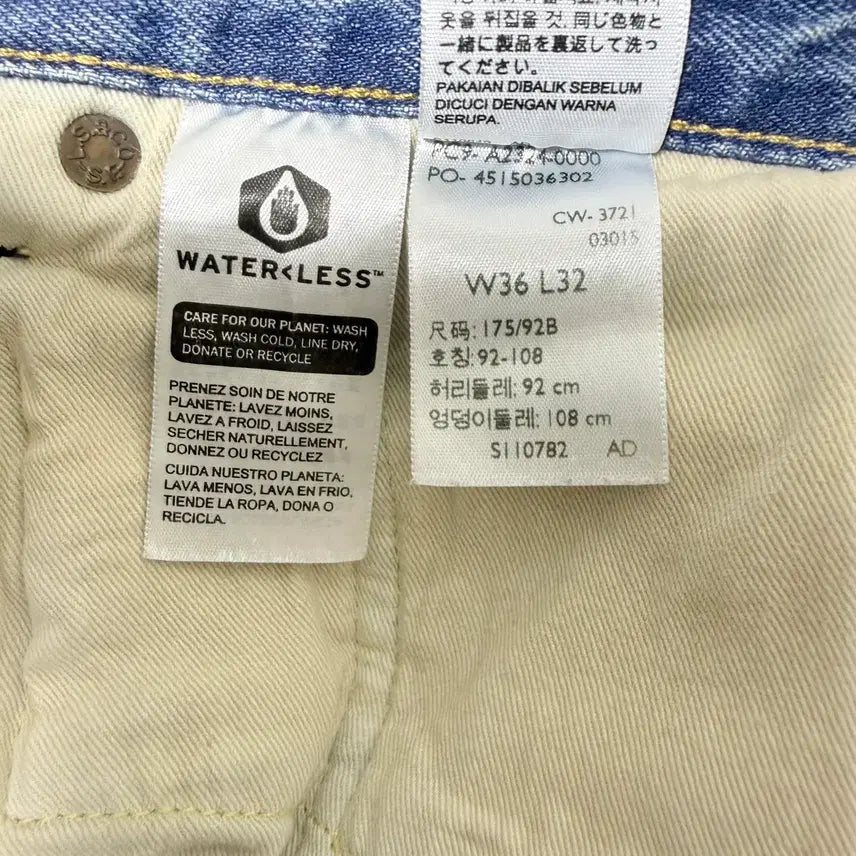 옷을 뒤집을 것. 同じ色物と
一緒に製品を裏返して洗っ
てください。
PAKAIAN DIBALIK SEBELUM
DICUCI DENGAN WARNA
SERUPA.
PC9- A2324-0000
PO- 4515036302
CW- 3721
03015
W36 L32
尺码: 175/92B
호칭: 92-108
허리둘레: 92 cm
엉덩이둘레: 108 cm
S110782 AD
L.S.&CO. S.F.
WATER<LESS™
CARE FOR OUR PLANET: WASH
LESS, WASH COLD, LINE DRY,
DONATE OR RECYCLE
PRENEZ SOIN DE NOTRE
PLANETE: LAVEZ MOINS,
LAVEZ A FROID, LAISSEZ
SECHER NATURELLEMENT,
DONNEZ OU RECYCLEZ
CUIDA NUESTRO PLANETA:
LAVA MENOS, LAVA EN FRIO,
TIENDE LA ROPA, DONA O
RECICLA.